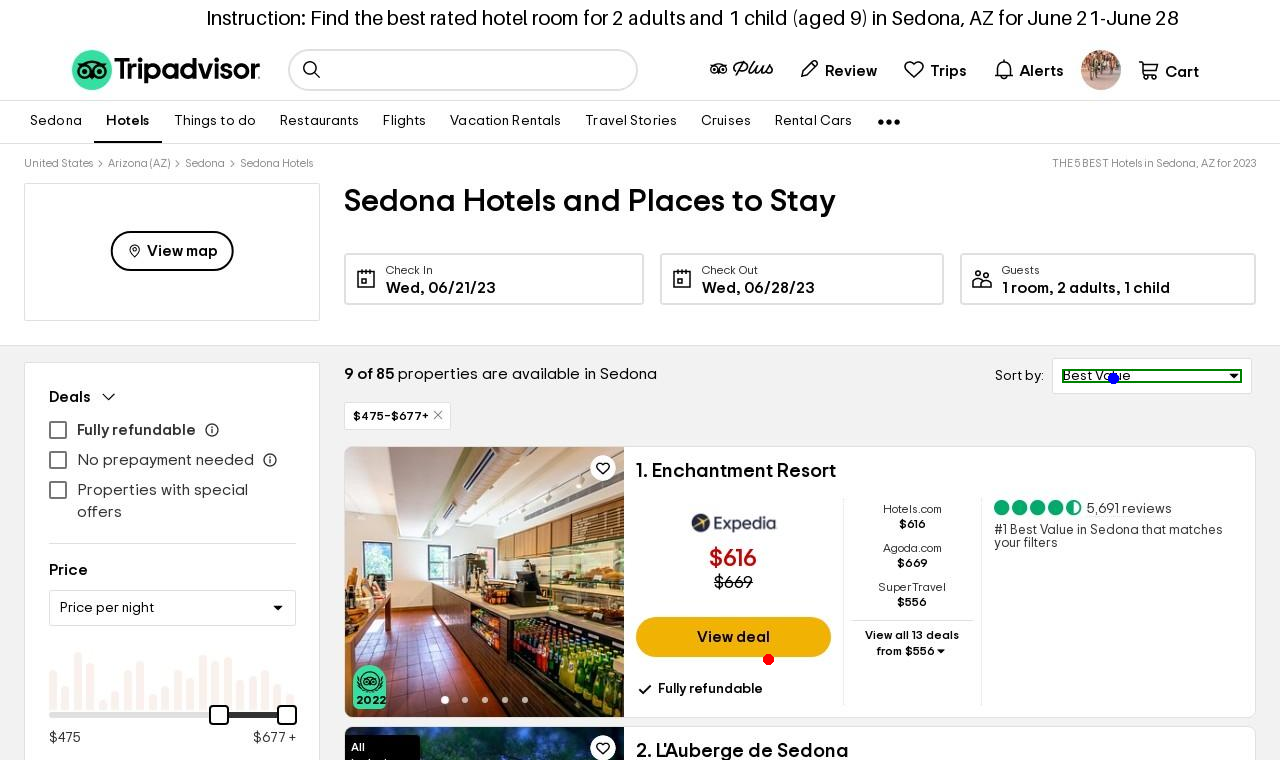 Instruction: Find the best rated hotel room for 2 adults and 1 child (aged 9) in Sedona, AZ for June 21-June 28
Tripadvisor
Plus
Review
Trips
Alerts
Cart
Sedona
Hotels
Things to do
Restaurants
Flights
Vacation Rentals
Travel Stories
Cruises
Rental Cars
United States > Arizona (AZ) > Sedona > Sedona Hotels
THE 5 BEST Hotels in Sedona, AZ for 2023
View map
Sedona Hotels and Places to Stay
Check In
Wed, 06/21/23
Check Out
Wed, 06/28/23
Guests
1 room, 2 adults, 1 child
Deals
Fully refundable
No prepayment needed
Properties with special
offers
Price
Price per night
$475
$677 +
9 of 85 properties are available in Sedona
Sort by:
Best Value
$475-$677+
2022
1. Enchantment Resort
Expedia
$616
$669
View deal
Fully refundable
Hotels.com
$616
Agoda.com
$669
SuperTravel
$556
View all 13 deals
from $556
5,691 reviews
#1 Best Value in Sedona that matches
your filters
All
2. L'Auberge de Sedona